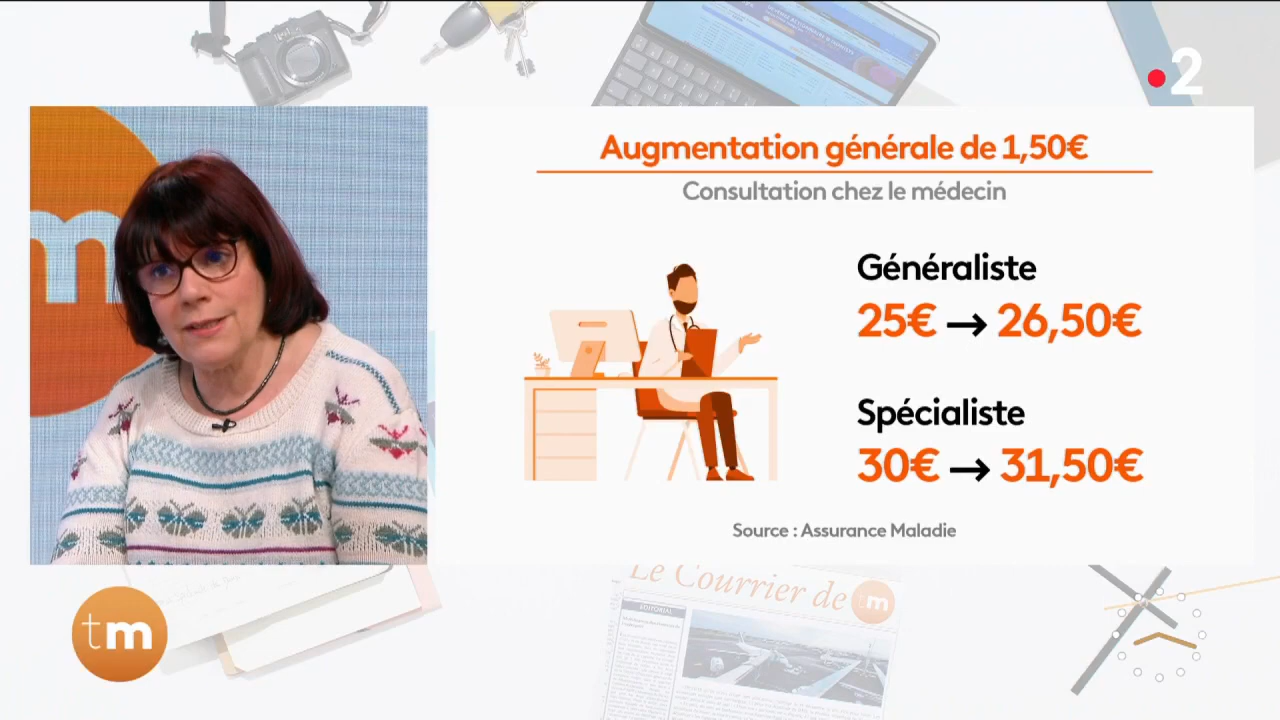 2
Augmentation générale de 1,50€
Consultation chez le médecin
m
Généraliste
25€ → 26,50€
Spécialiste
30€ → 31,50€
Source : Assurance Maladie
Le Courrier de tm
EDITORIAL
tm